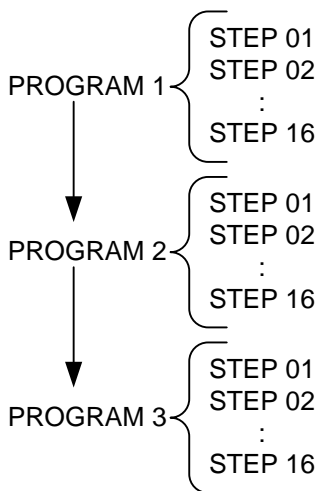 PROGRAM 1
STEP 01
STEP 02
:
STEP 16
PROGRAM 2
STEP 01
STEP 02
:
STEP 16
PROGRAM 3
STEP 01
STEP 02
:
STEP 16